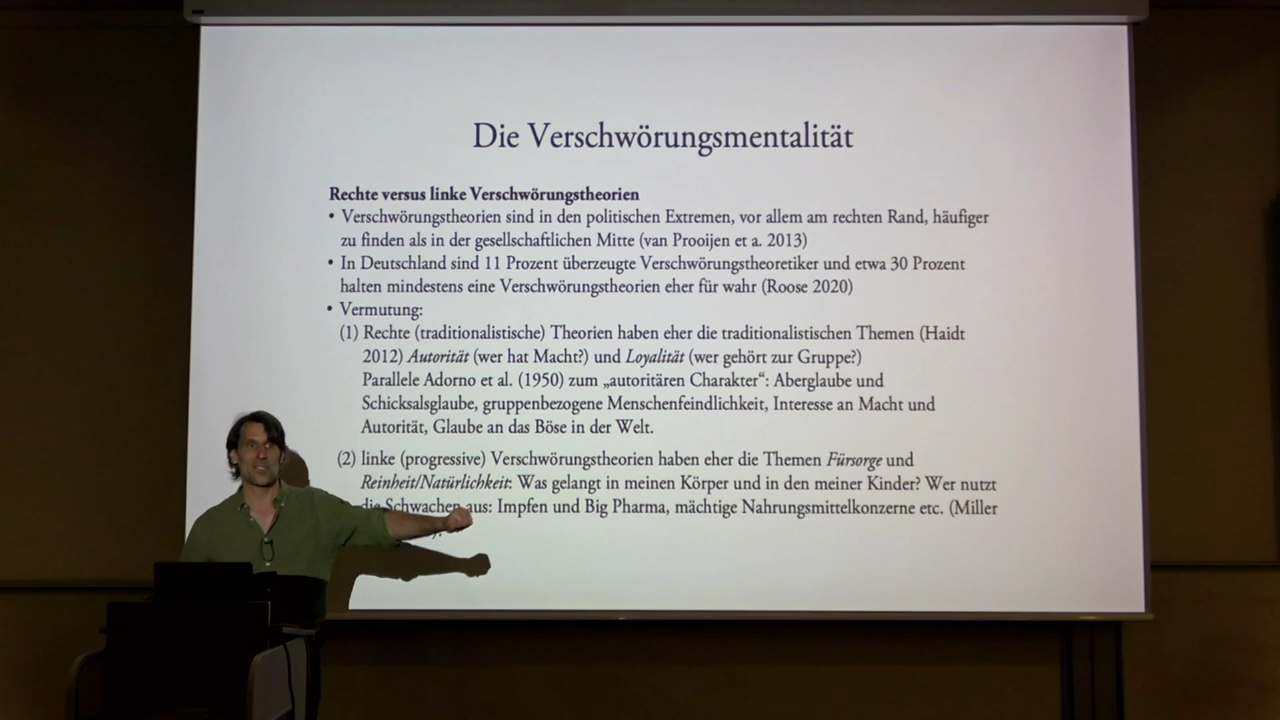 Die Verschwörungsmentalität
Rechte versus linke Verschwörungstheorien
• Verschwörungstheorien sind in den politischen Extremen, vor allem am rechten Rand, häufiger
zu finden als in der gesellschaftlichen Mitte (van Prooijen et a. 2013)
• In Deutschland sind 11 Prozent überzeugte Verschwörungstheoretiker und etwa 30 Prozent
halten mindestens eine Verschwörungstheorien eher für wahr (Roose 2020)
• Vermutung:
(1) Rechte (traditionalistische) Theorien haben eher die traditionalistischen Themen (Haidt
2012) Autorität (wer hat Macht?) und Loyalität (wer gehört zur Gruppe?)
Parallele Adorno et al. (1950) zum „autoritären Charakter“: Aberglaube und
Schicksalsglaube, gruppenbezogene Menschenfeindlichkeit, Interesse an Macht und
Autorität, Glaube an das Böse in der Welt.
(2) linke (progressive) Verschwörungstheorien haben eher die Themen Fürsorge und
Reinheit/Natürlichkeit: Was gelangt in meinen Körper und in den meiner Kinder? Wer nutzt
die Schwachen aus: Impfen und Big Pharma, mächtige Nahrungsmittelkonzerne etc. (Miller